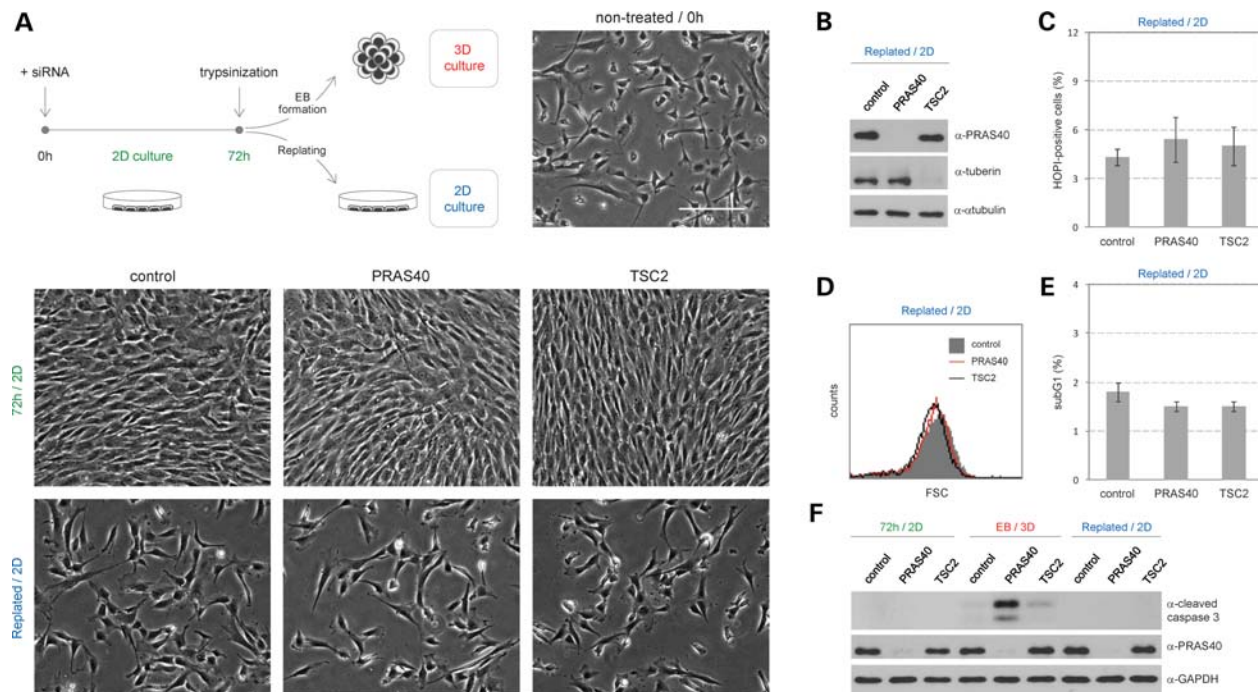 A
+ siRNA
trypsinization
EB
formation
Replating
0h
2D culture
72h
3D
culture
2D
culture
non-treated / 0h
control
PRAS40
TSC2
72h / 2D
Replated / 2D
B
Replated / 2D
control
PRAS40
TSC2
α-PRAS40
α-tuberin
α-αtubulin
C
Replated / 2D
HOPI-positive cells (%)
12
9
6
3
0
control
PRAS40
TSC2
D
Replated / 2D
control
PRAS40
TSC2
counts
FSC
E
Replated / 2D
subG1 (%)
4
3
2
1
0
control
PRAS40
TSC2
F
72h / 2D
EB / 3D
Replated / 2D
control
PRAS40
TSC2
control
PRAS40
TSC2
control
PRAS40
TSC2
α-cleaved
caspase 3
α-PRAS40
α-GAPDH